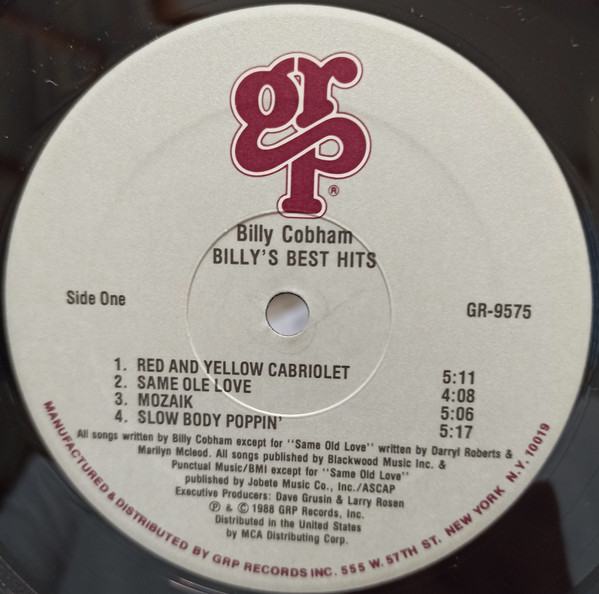 grp®
Billy Cobham
BILLY'S BEST HITS
Side One
GR-9575
1. RED AND YELLOW CABRIOLET 5:11
2. SAME OLE LOVE 4:08
3. MOZAIK 5:06
4. SLOW BODY POPPIN' 5:17
All songs written by Billy Cobham except for "Same Old Love" written by Darryl Roberts &
Marilyn Mcleod. All songs published by Blackwood Music Inc. &
Punctual Music/BMI except for "Same Old Love"
published by Jobete Music Co., Inc./ASCAP
Executive Producers: Dave Grusin & Larry Rosen
℗ & © 1988 GRP Records, Inc.
Distributed in the United States
by MCA Distributing Corp.
MANUFACTURED & DISTRIBUTED BY GRP RECORDS INC. 555 W. 57TH ST. NEW YORK N.Y. 10019